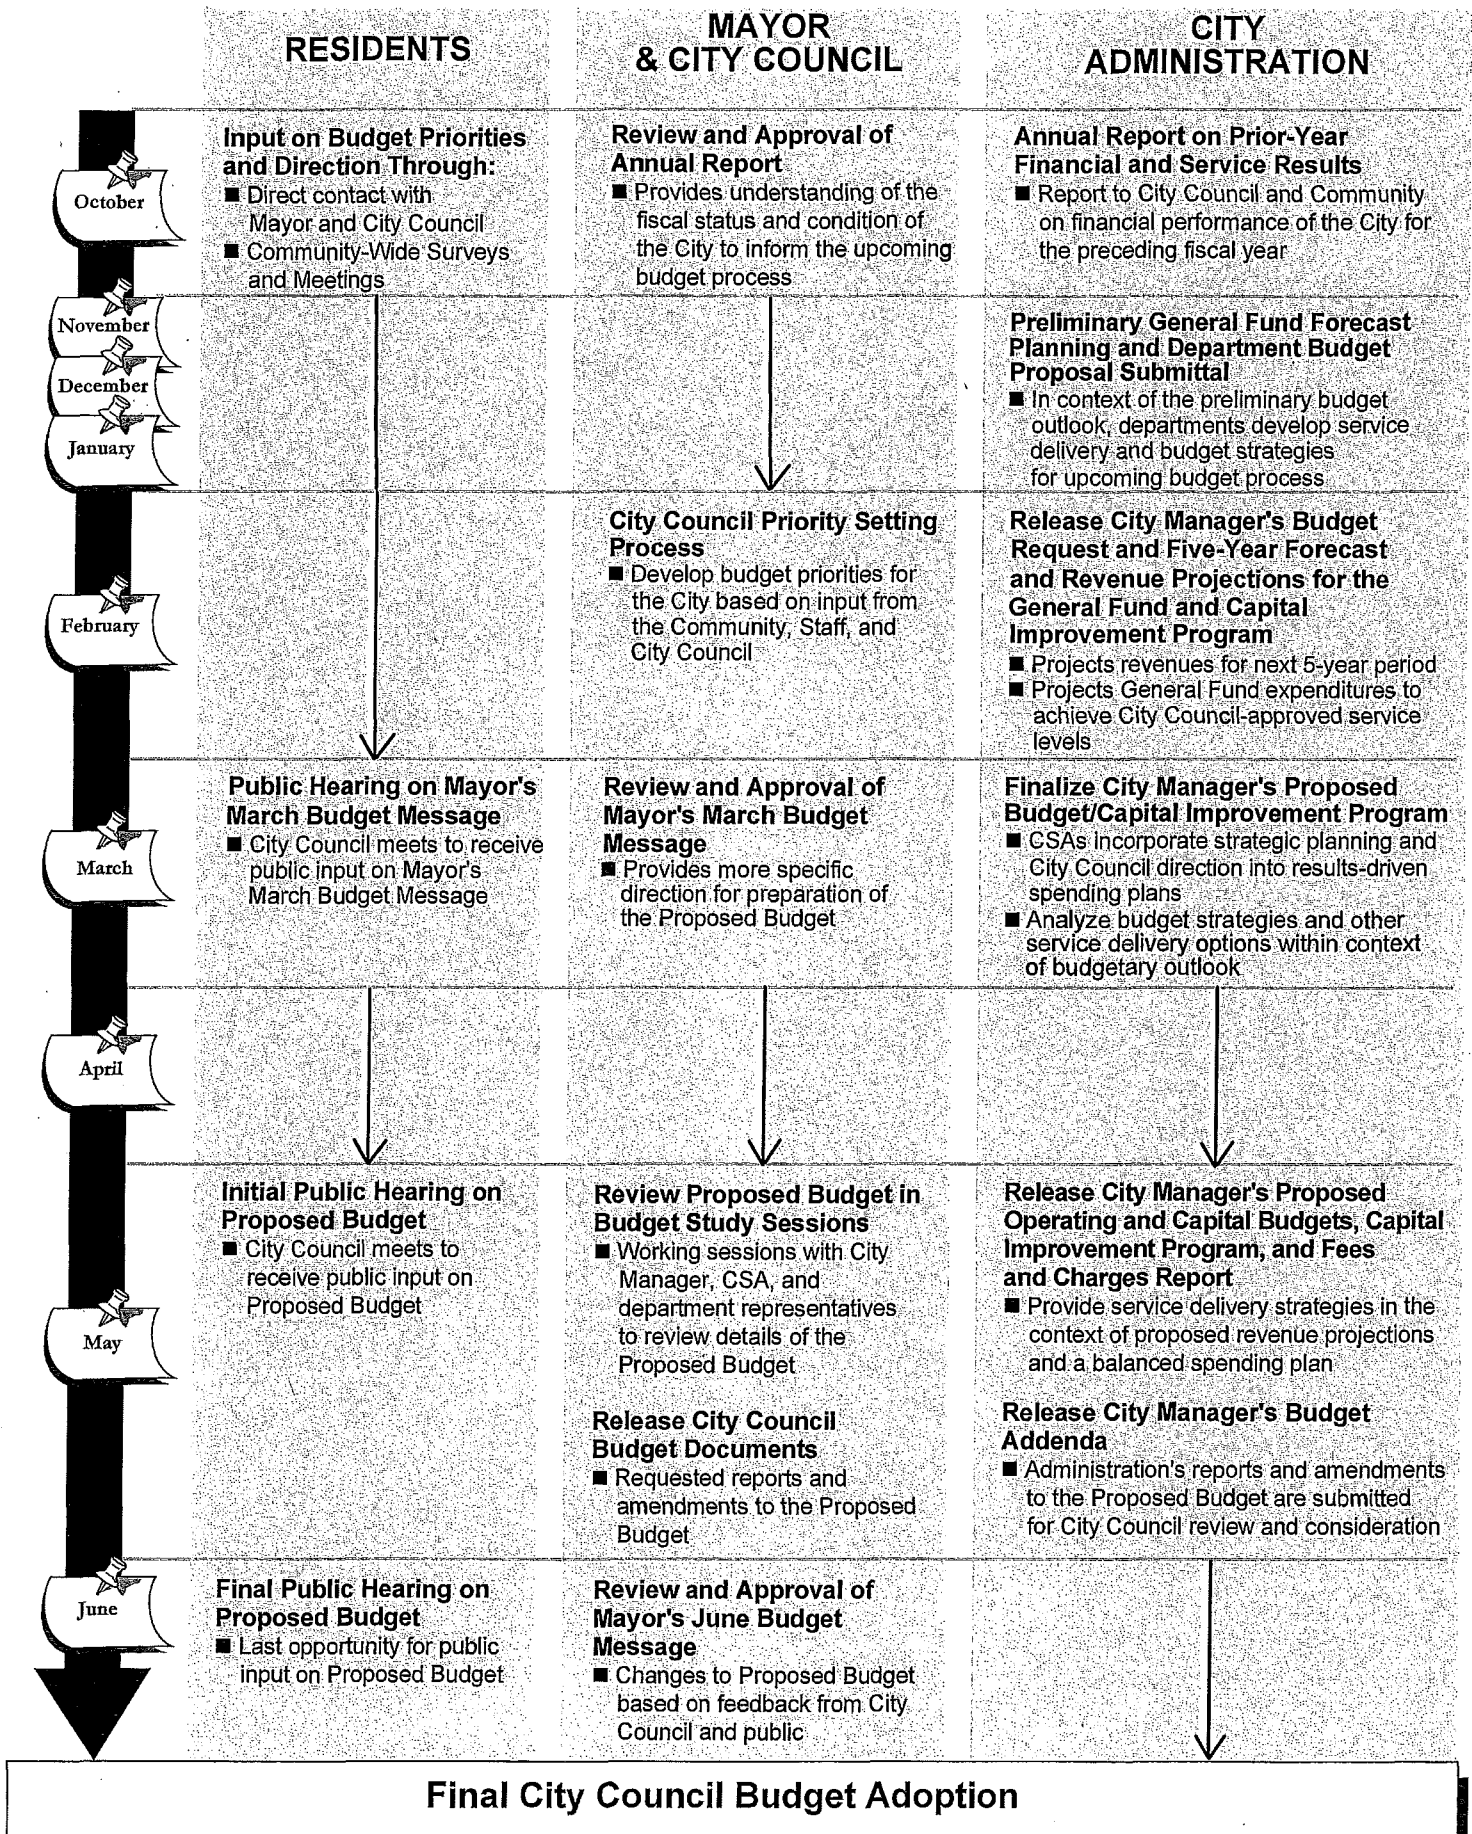 RESIDENTS
MAYOR
& CITY COUNCIL
CITY
ADMINISTRATION
October
Input on Budget Priorities
and Direction Through:
■ Direct contact with
Mayor and City Council
■ Community-Wide Surveys
and Meetings
Review and Approval of
Annual Report
■ Provides understanding of the
fiscal status and condition of
the City to inform the upcoming
budget process
Annual Report on Prior-Year
Financial and Service Results
■ Report to City Council and Community
on financial performance of the City for
the preceding fiscal year
November
December
January
Preliminary General Fund Forecast
Planning and Department Budget
Proposal Submittal
■ In context of the preliminary budget
outlook, departments develop service
delivery and budget strategies
for upcoming budget process
February
City Council Priority Setting
Process
■ Develop budget priorities for
the City based on input from
the Community, Staff, and
City Council
Release City Manager's Budget
Request and Five-Year Forecast
and Revenue Projections for the
General Fund and Capital
Improvement Program
■ Projects revenues for next 5-year period
■ Projects General Fund expenditures to
achieve City Council-approved service
levels
March
Public Hearing on Mayor's
March Budget Message
■ City Council meets to receive
public input on Mayor's
March Budget Message
Review and Approval of
Mayor's March Budget
Message
■ Provides more specific
direction for preparation of
the Proposed Budget
Finalize City Manager's Proposed
Budget/Capital Improvement Program
■ CSAs incorporate strategic planning and
City Council direction into results-driven
spending plans
■ Analyze budget strategies and other
service delivery options within context
of budgetary outlook
April
May
Initial Public Hearing on
Proposed Budget
■ City Council meets to
receive public input on
Proposed Budget
Review Proposed Budget in
Budget Study Sessions
■ Working sessions with City
Manager, CSA, and
department representatives
to review details of the
Proposed Budget
Release City Council
Budget Documents
■ Requested reports and
amendments to the Proposed
Budget
Release City Manager's Proposed
Operating and Capital Budgets, Capital
Improvement Program, and Fees
and Charges Report
■ Provide service delivery strategies in the
context of proposed revenue projections
and a balanced spending plan
Release City Manager's Budget
Addenda
■ Administration's reports and amendments
to the Proposed Budget are submitted
for City Council review and consideration
June
Final Public Hearing on
Proposed Budget
■ Last opportunity for public
input on Proposed Budget
Review and Approval of
Mayor's June Budget
Message
■ Changes to Proposed Budget
based on feedback from City
Council and public
Final City Council Budget Adoption